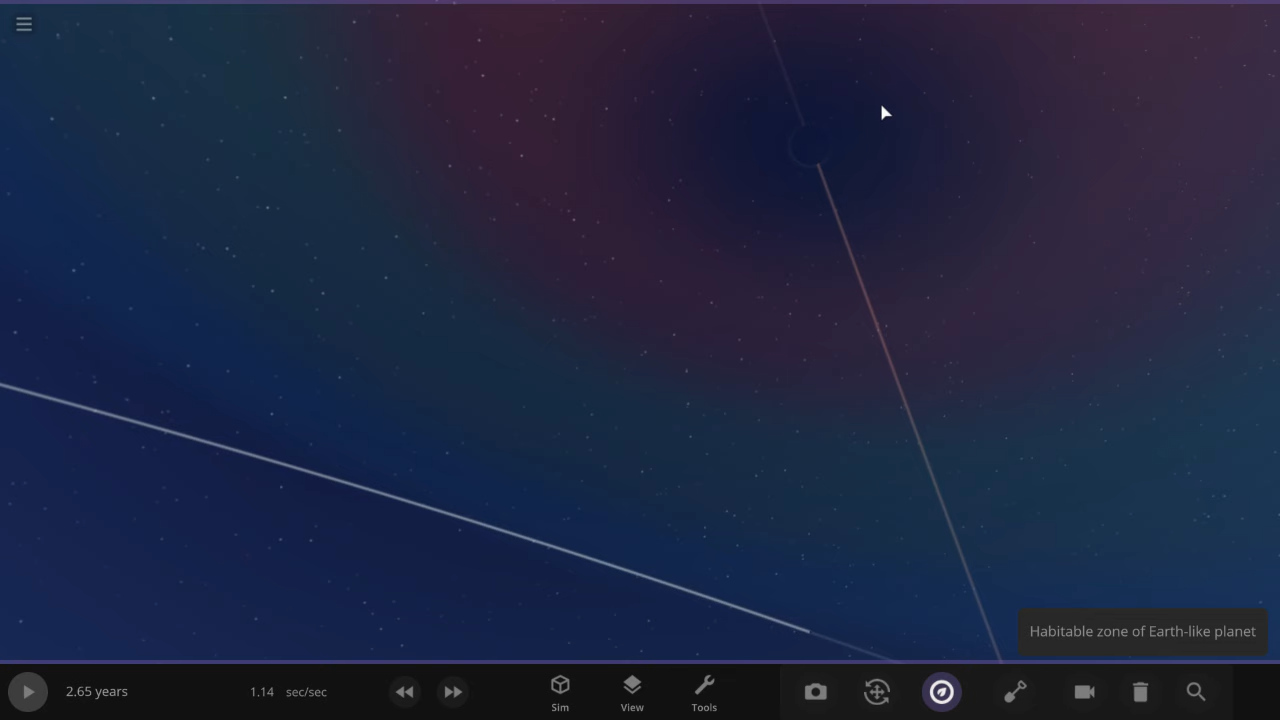 Habitable zone of Earth-like planet
2.65 years
1.14 sec/sec
Sim
View
Tools